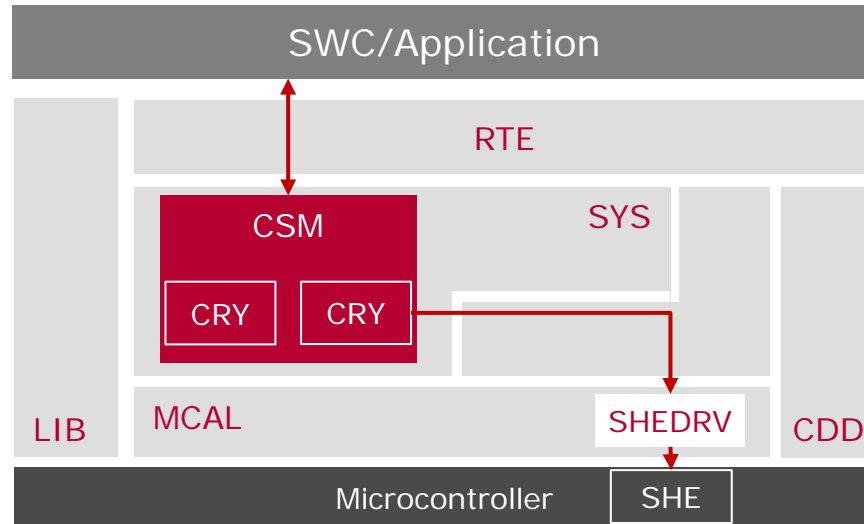 SWC/Application
RTE
CSM
SYS
CRY
CRY
LIB
MCAL
SHEDRV
CDD
Microcontroller
SHE